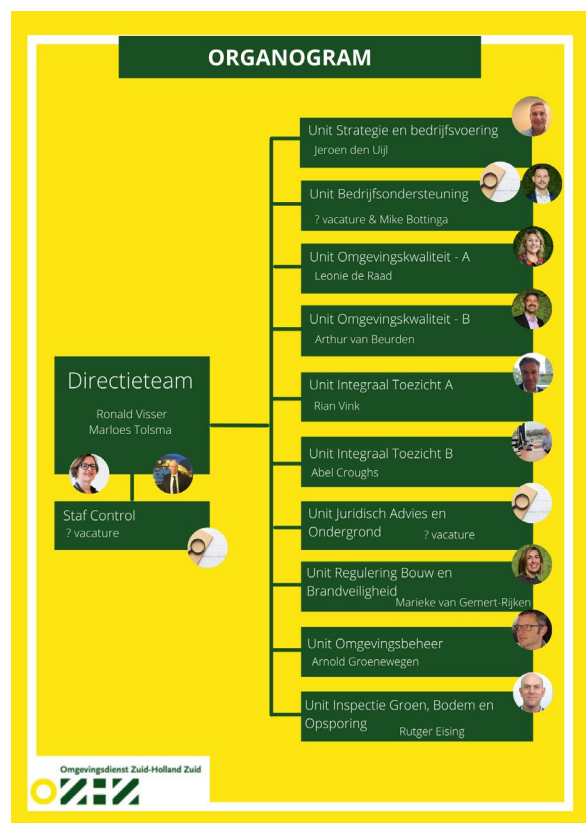 ORGANOGRAM
Unit Strategie en bedrijfsvoering
Jeroen den Uijl
Unit Bedrijfsondersteuning
? vacature & Mike Bottinga
Unit Omgevingskwaliteit - A
Leonie de Raad
Unit Omgevingskwaliteit - B
Arthur van Beurden
Directieteam
Ronald Visser
Marloes Tolsma
Staf Control
? vacature
Unit Integraal Toezicht A
Rian Vink
Unit Integraal Toezicht B
Abel Croughs
Unit Juridisch Advies en
Ondergrond ? vacature
Unit Regulering Bouw en
Brandveiligheid
Marieke van Gemert-Rijken
Unit Omgevingsbeheer
Arnold Groenewegen
Unit Inspectie Groen, Bodem en
Opsporing
Rutger Eising
Omgevingsdienst Zuid-Holland Zuid
OZHZ